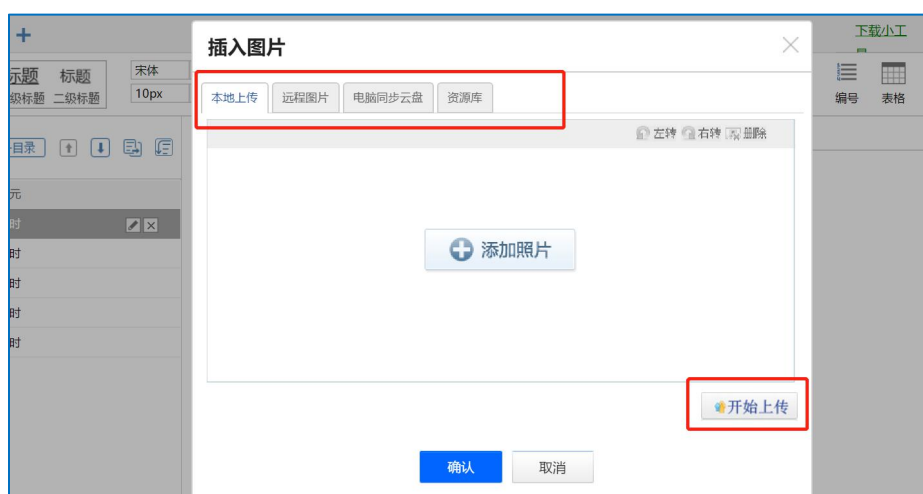 下载小工
插入图片
标题 标题
级标题 二级标题
宋体
10px
编号 表格
本地上传 远程图片 电脑同步云盘 资源库
目录
左转 右转 删除
元
时
添加照片
时
时
时
时
开始上传
确认 取消